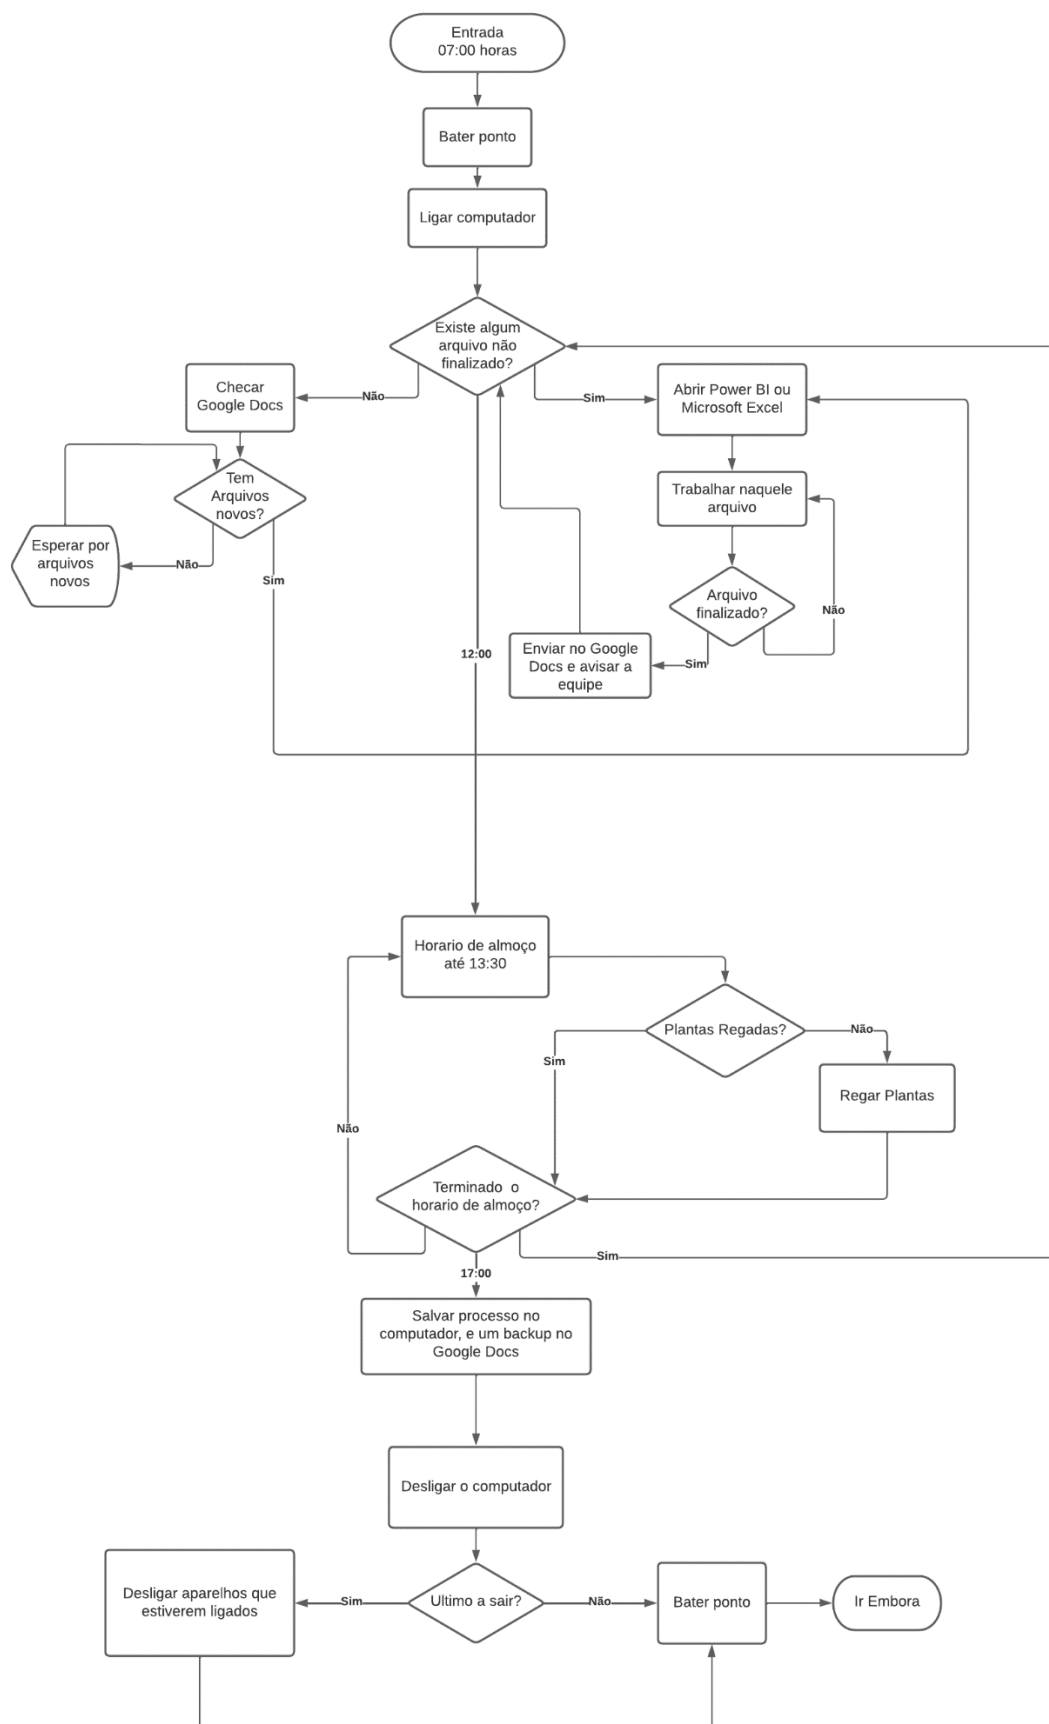 Entrada
07:00 horas
Bater ponto
Ligar computador
Existe algum
arquivo não
finalizado?
Não
Sim
Checar
Google Docs
Abrir Power BI ou
Microsoft Excel
Tem
Arquivos
novos?
Trabalhar naquele
arquivo
Esperar por
arquivos
novos
Não
Sim
Arquivo
finalizado?
Não
Sim
Enviar no Google
Docs e avisar a
equipe
12:00
Horario de almoço
até 13:30
Plantas Regadas?
Não
Sim
Regar Plantas
Não
Terminado o
horario de almoço?
Sim
17:00
Salvar processo no
computador, e um backup no
Google Docs
Desligar o computador
Desligar aparelhos que
estiverem ligados
Sim
Ultimo a sair?
Não
Bater ponto
Ir Embora